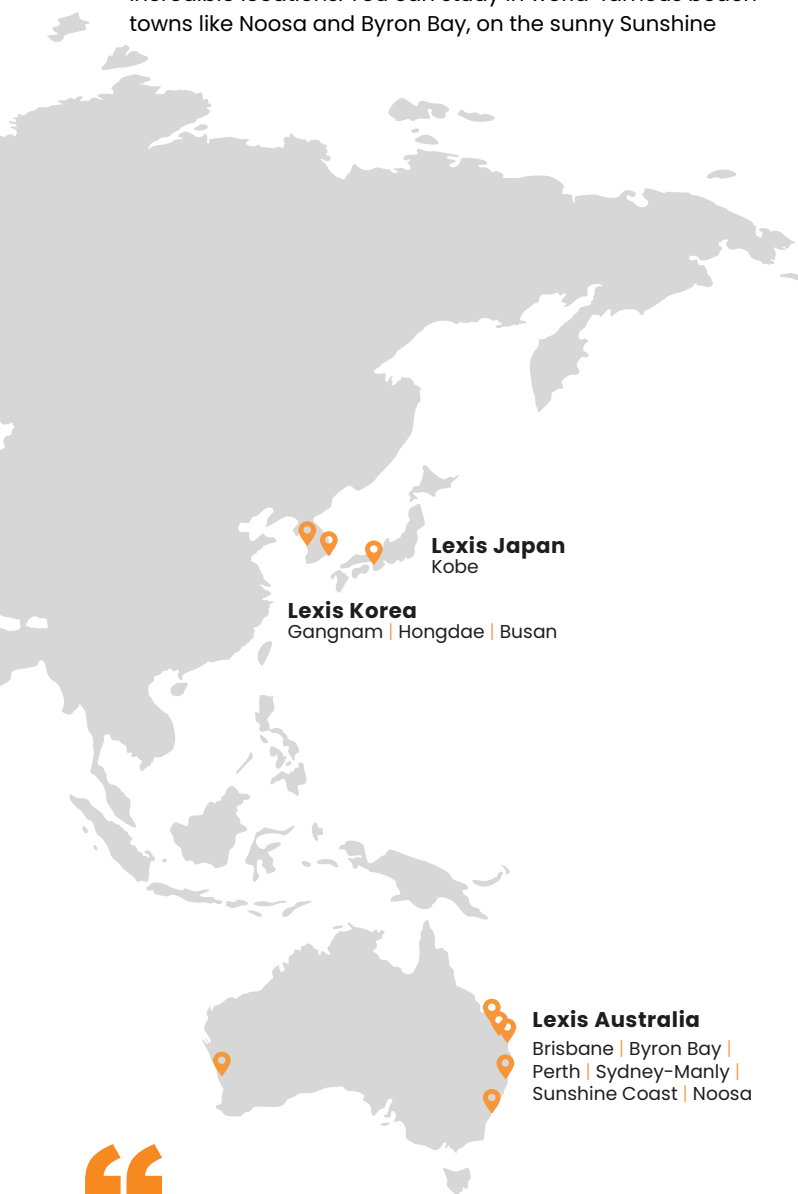 towns like Noosa and Byron Bay, on the sunny Sunshine
Lexis Japan
Kobe
Lexis Korea
Gangnam | Hongdae | Busan
Lexis Australia
Brisbane | Byron Bay |
Perth | Sydney-Manly |
Sunshine Coast | Noosa
“